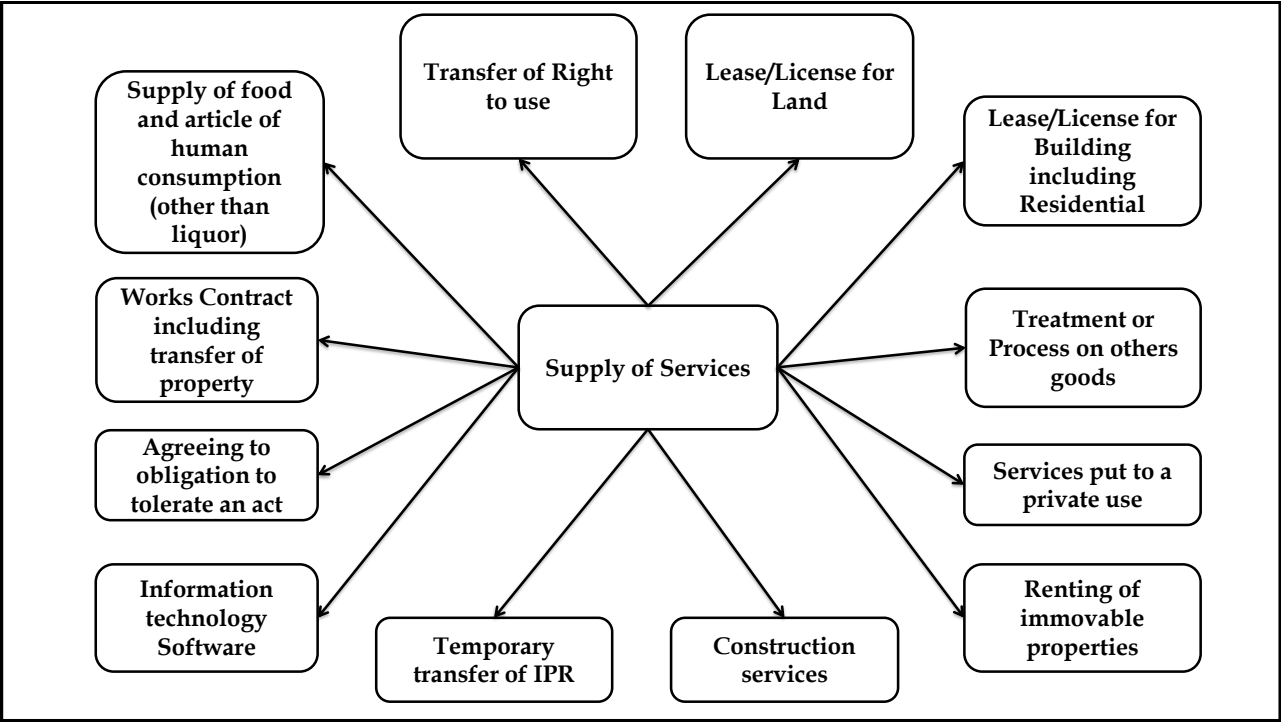 Transfer of Right
to use
Lease/License for
Land
Supply of food
and article of
human
consumption
(other than
liquor)
Lease/License for
Building
including
Residential
Works Contract
including
transfer of
property
Supply of Services
Treatment or
Process on others
goods
Agreeing to
obligation to
tolerate an act
Services put to a
private use
Information
technology
Software
Temporary
transfer of IPR
Construction
services
Renting of
immovable
properties